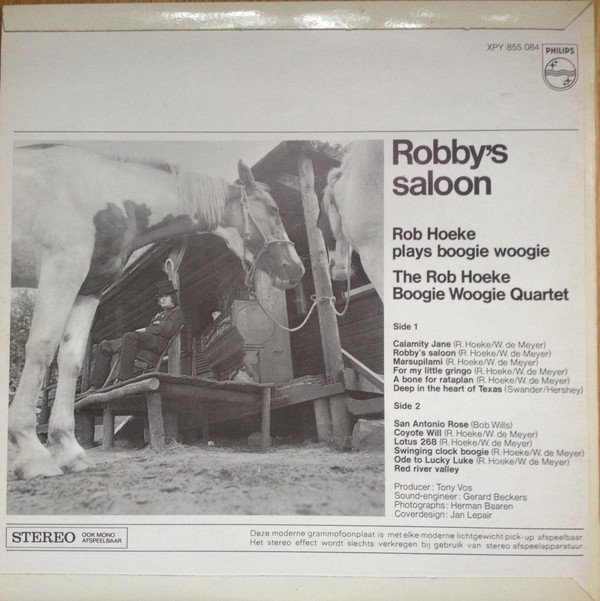 XPY 855 084
PHILIPS
Robby's
saloon
Rob Hoeke
plays boogie woogie
The Rob Hoeke
Boogie Woogie Quartet
Side 1
Calamity Jane (R. Hoeke/W. de Meyer)
Robby's saloon (R. Hoeke/W. de Meyer)
Marsupilami (R. Hoeke/W. de Meyer)
For my little gringo (R. Hoeke/W. de Meyer)
A bone for rataplan (R. Hoeke/W. de Meyer)
Deep in the heart of Texas (Swander/Hershey)
Side 2
San Antonio Rose (Bob Wills)
Coyote Will (R. Hoeke/W. de Meyer)
Lotus 268 (R. Hoeke/W. de Meyer)
Swinging clock boogie (R. Hoeke/W. de Meyer)
Ode to Lucky Luke (R. Hoeke/W. de Meyer)
Red river valley
Producer: Tony Vos
Sound-engineer: Gerard Beckers
Photographs: Herman Baaren
Coverdesign: Jan Lepair
STEREO OOK MONO
AFSPEELBAAR
Deze moderne grammofoonplaat is met elke moderne lichtgewicht pick-up afspeelbaar
Het stereo effect wordt slechts verkregen bij gebruik van stereo afspeelapparatuur